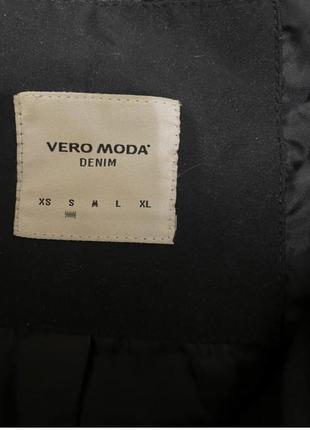 VERO MODA
DENIM
XS S M L XL